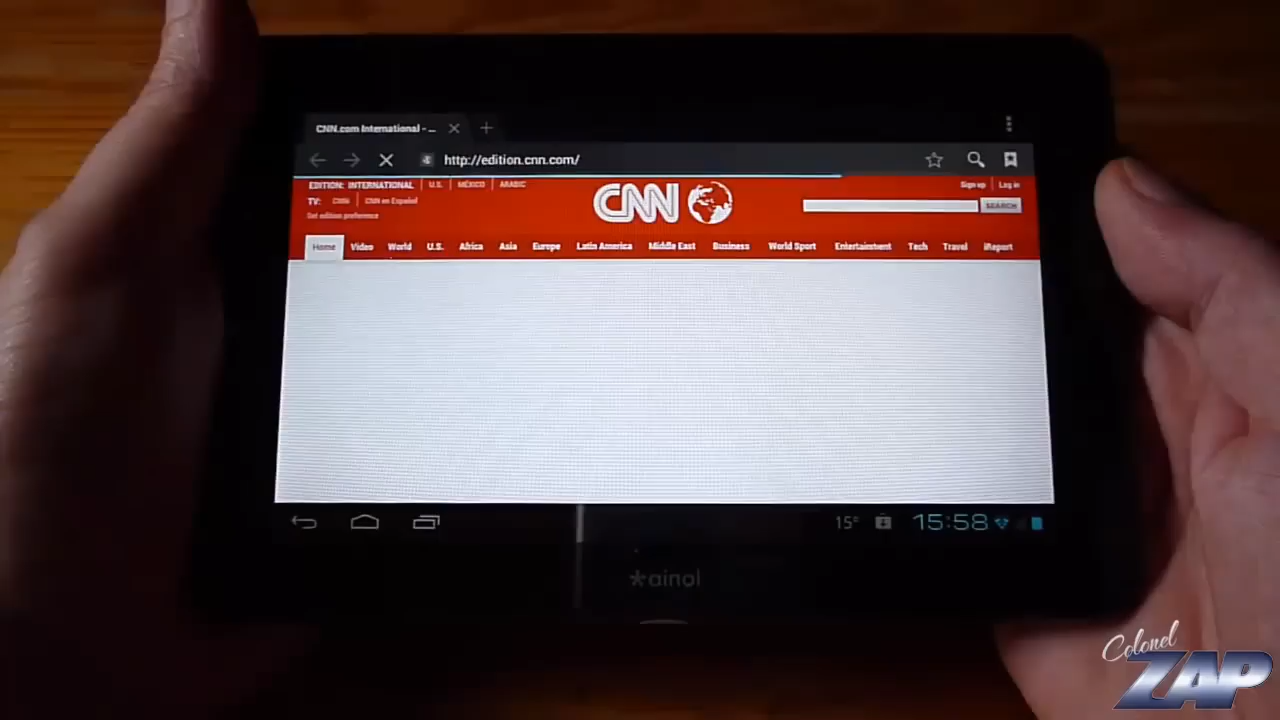 CNN.com International - ...
http://edition.cnn.com/
EDITION: INTERNATIONAL U.S. MÉXICO ARABIC
TV: CNNi CNN en Español
Set edition preference
CNN
Sign up Log in
SEARCH
Home Video World U.S. Africa Asia Europe Latin America Middle East Business World Sport Entertainment Tech Travel iReport
15° 15:58
ainol
Colonel
ZAP